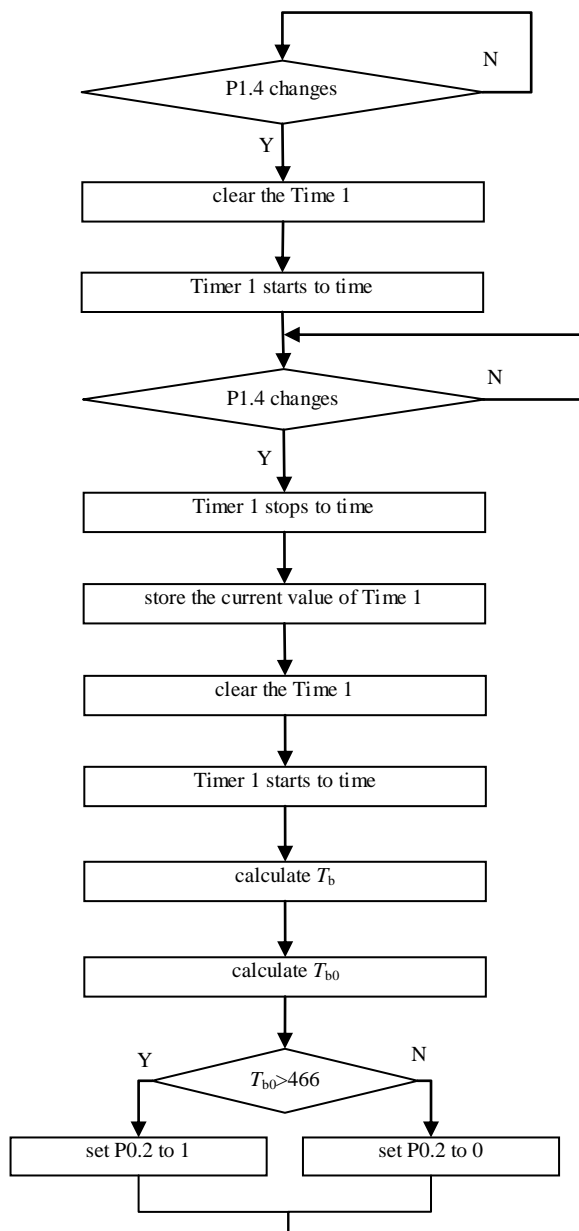 N
P1.4 changes
Y
clear the Time 1
Timer 1 starts to time
N
P1.4 changes
Y
Timer 1 stops to time
store the current value of Time 1
clear the Time 1
Timer 1 starts to time
calculate Tb
calculate Tb0
Y
N
Tb0>466
set P0.2 to 1
set P0.2 to 0